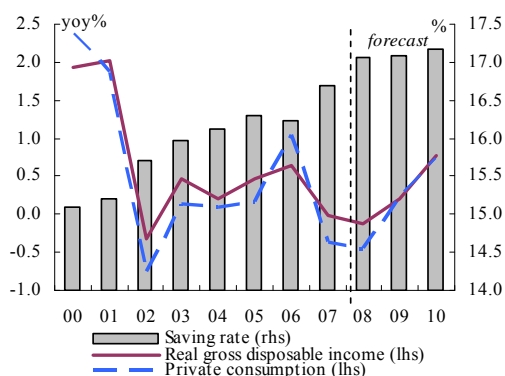 2.5 yoy% % 17.5
forecast
2.0 17.0
1.5 16.5
1.0 16.0
0.5 15.5
0.0 15.0
-0.5 14.5
-1.0 14.0
00 01 02 03 04 05 06 07 08 09 10
Saving rate (rhs)
Real gross disposable income (lhs)
Private consumption (lhs)